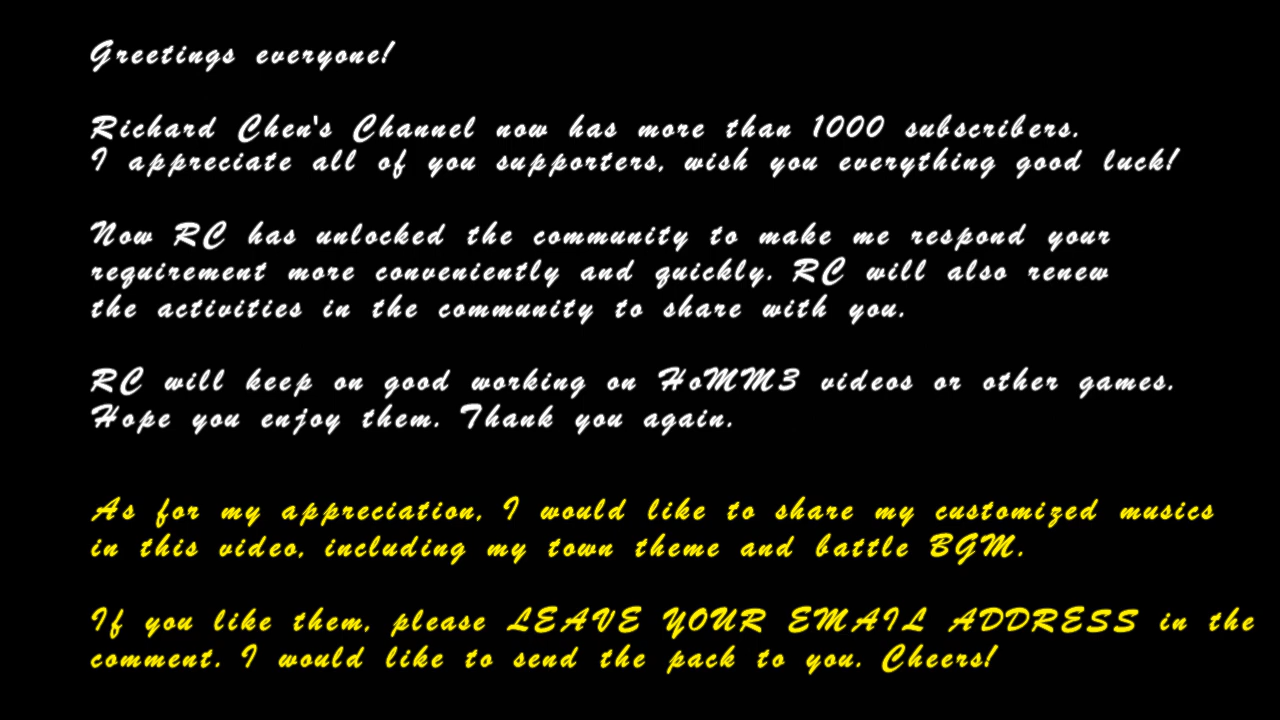 Greetings everyone!
Richard Chen's Channel now has more than 1000 subscribers.
I appreciate all of you supporters, wish you everything good luck!
Now RC has unlocked the community to make me respond your
requirement more conveniently and quickly. RC will also renew
the activities in the community to share with you.
RC will keep on good working on HoMM3 videos or other games.
Hope you enjoy them. Thank you again.
As for my appreciation, I would like to share my customized musics
in this video, including my town theme and battle BGM.
If you like them, please LEAVE YOUR EMAIL ADDRESS in the
comment. I would like to send the pack to you. Cheers!